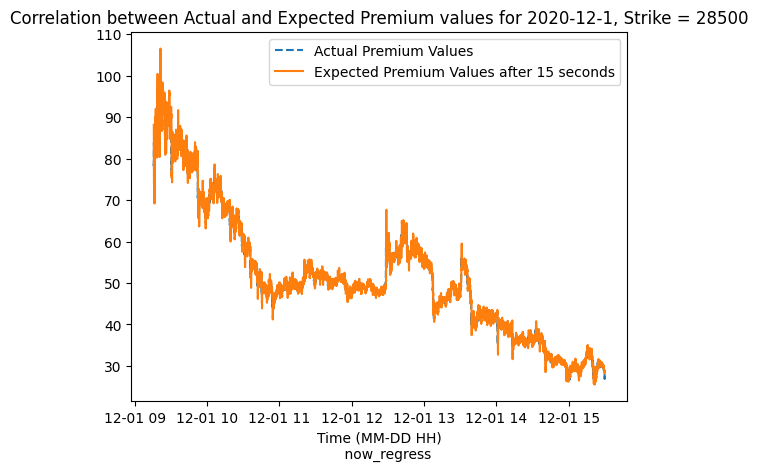 Correlation between Actual and Expected Premium values for 2020-12-1, Strike = 28500
Actual Premium Values
Expected Premium Values after 15 seconds
110
100
90
80
70
60
50
40
30
12-01 09 12-01 10 12-01 11 12-01 12 12-01 13 12-01 14 12-01 15
Time (MM-DD HH)
now_regress